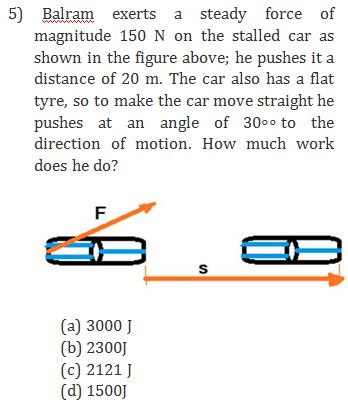 5) Balram exerts a steady force of
magnitude 150 N on the stalled car as
shown in the figure above; he pushes it a
distance of 20 m. The car also has a flat
tyre, so to make the car move straight he
pushes at an angle of 30∘∘ to the
direction of motion. How much work
does he do?
F
s
(a) 3000 J
(b) 2300J
(c) 2121 J
(d) 1500J